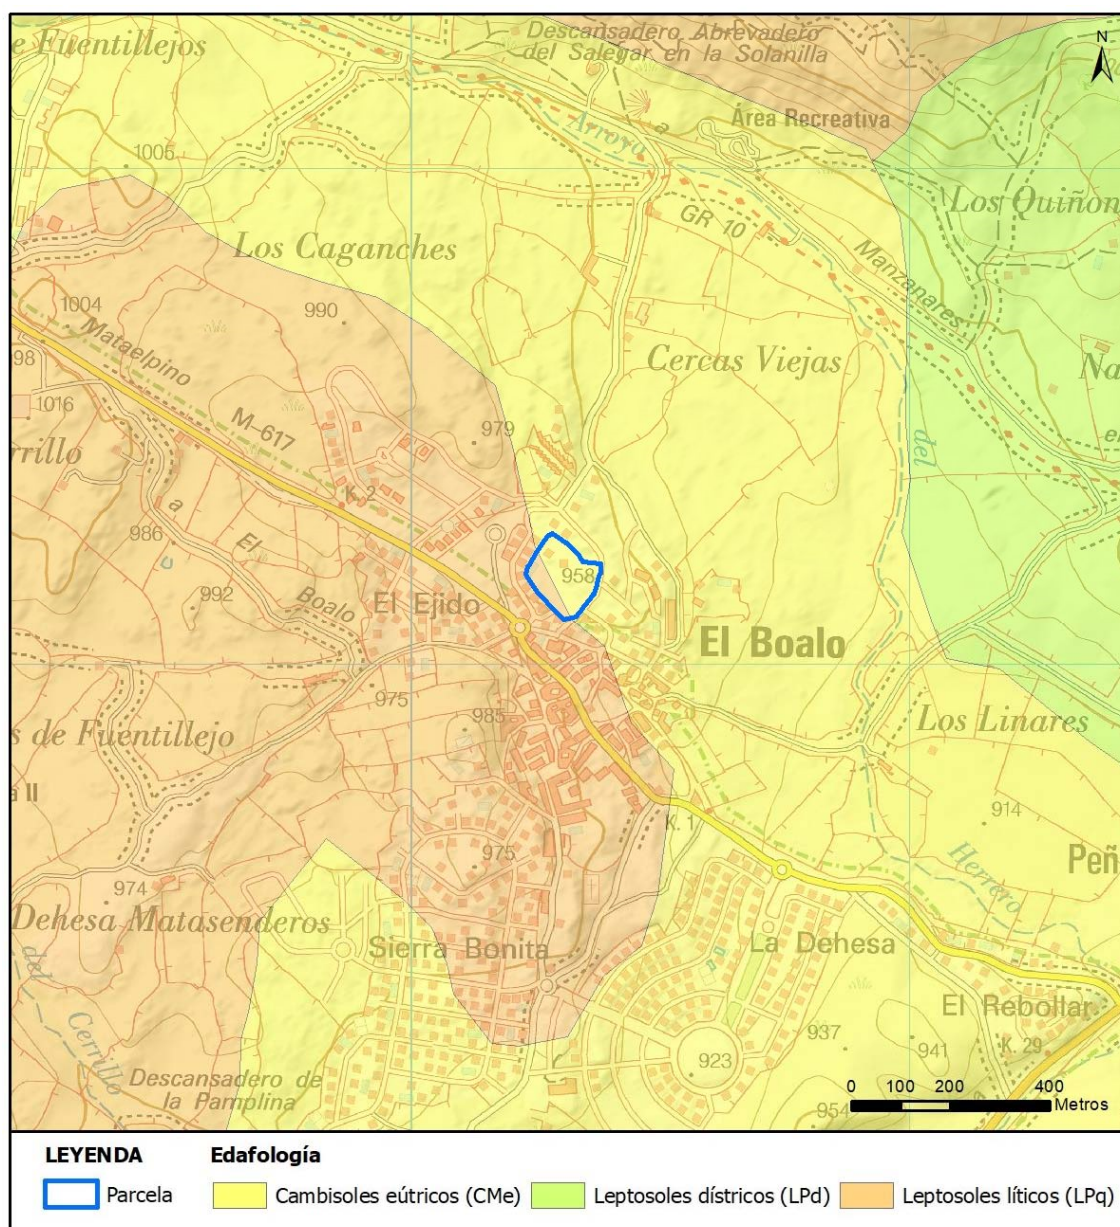 e Fuentillejos
Descansadero Abrevadero
del Salegar en la Solanilla
N
Área Recreativa
Arroyo
a
1005
Los Quiñon
GR 10
Los Caganches
Manzanares
1004
990
Mataelpino
98
Cercas Viejas
Na
1016
M-617
979
e
rrillo
del
K. 2
986
a
El
Boalo
958
992
El Ejido
El Boalo
975
985
s de Fuentillejo
Los Linares
a II
914
K. 1
975
Peñ
974
Herrero
Dehesa Matasenderos
Sierra Bonita
La Dehesa
del
Cerrillo
El Rebollar
937
941
K. 29
923
Descansadero de
la Pamplina
954
a
0 100 200 400
Metros
LEYENDA
Edafología
Parcela
Cambisoles eútricos (CMe)
Leptosoles dístricos (LPd)
Leptosoles líticos (LPq)